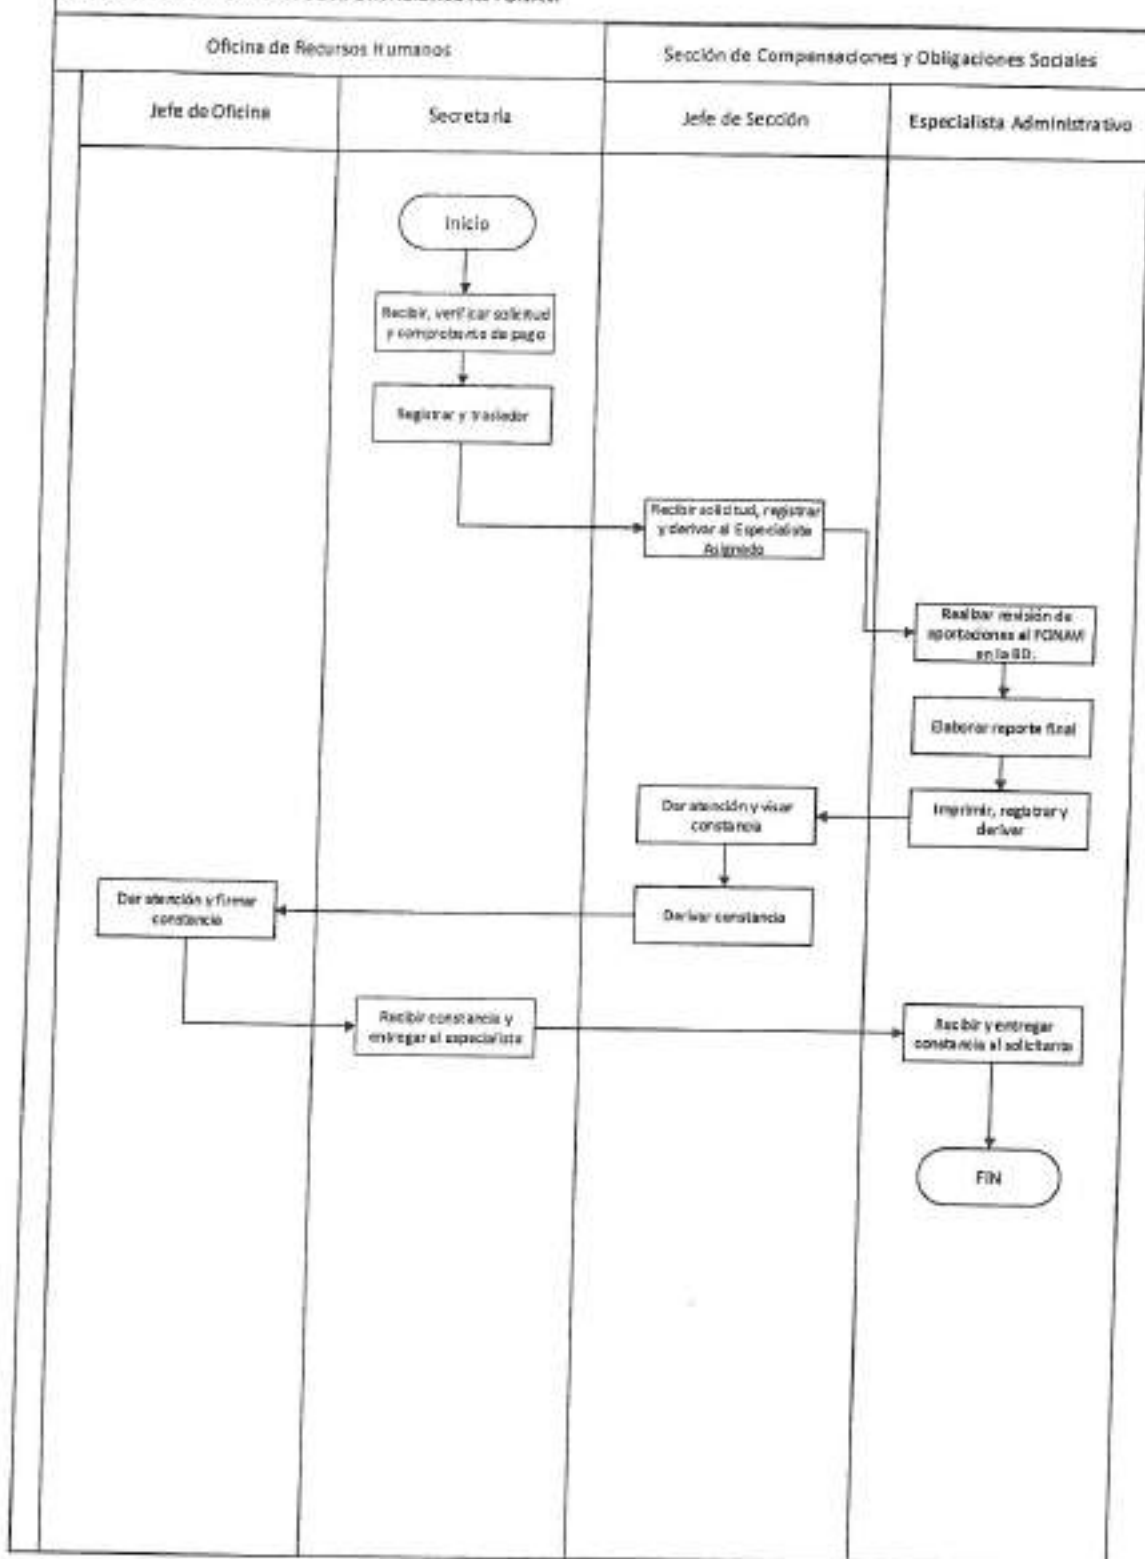 Oficina de Recursos Humanos
Sección de Compensaciones y Obligaciones Sociales
Jefe de Oficina
Secretaría
Jefe de Sección
Especialista Administrativo
Inicio
Recibir, verificar solicitud
y comprobante de pago
Registrar y trasladar
Recibir solicitud, registrar
y derivar al Especialista
Asignado
Realizar revisión de
aportaciones al FONAVI
en la BD.
Elaborar reporte final
Imprimir, registrar y
derivar
Dar atención y visar
constancia
Derivar constancia
Dar atención y firmar
constancia
Recibir constancia y
entregar al especialista
Recibir y entregar
constancia al solicitante
FIN